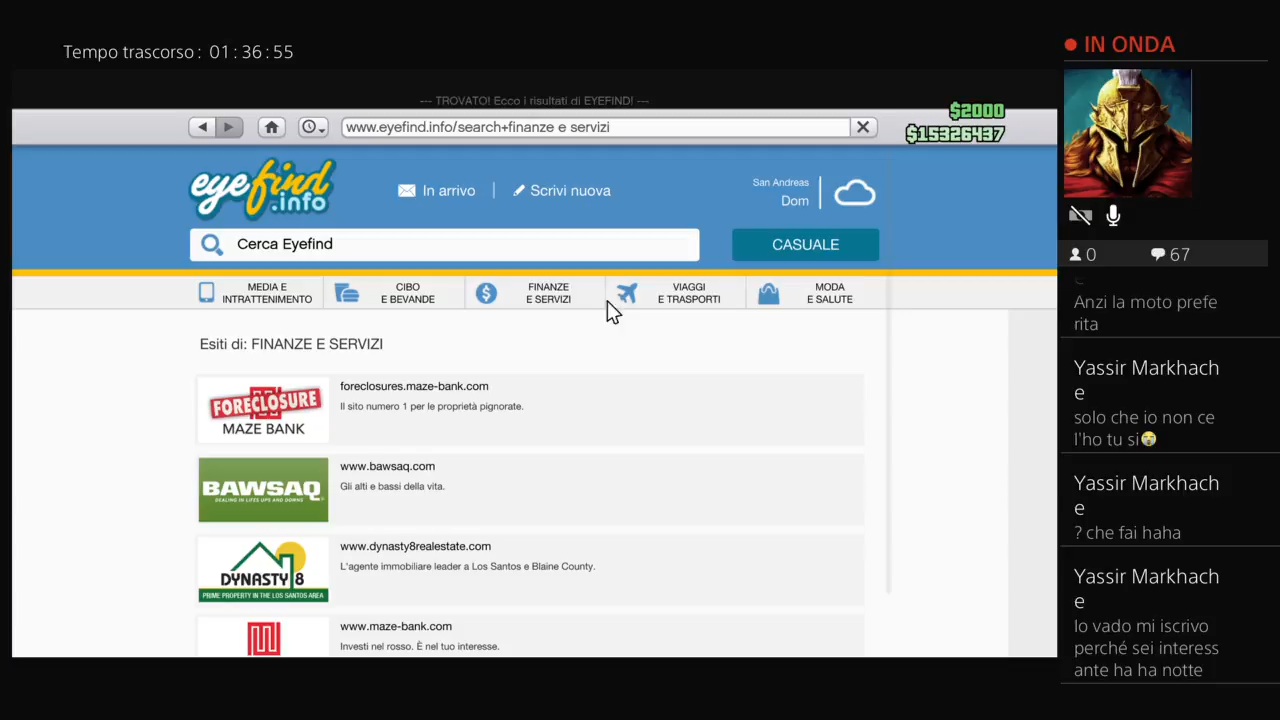 Tempo trascorso: 01:36:55
IN ONDA
--- TROVATO! Ecco i risultati di EYEFIND! ---
www.eyefind.info/search+finanze e servizi
$2000
$15326437
eyefind.info
In arrivo
Scrivi nuova
San Andreas
Dom
Cerca Eyefind
CASUALE
MEDIA E
INTRATTENIMENTO
CIBO
E BEVANDE
FINANZE
E SERVIZI
VIAGGI
E TRASPORTI
MODA
E SALUTE
Esiti di: FINANZE E SERVIZI
FORECLOSURE
MAZE BANK
foreclosures.maze-bank.com
Il sito numero 1 per le proprietà pignorate.
BAWSAQ
DEALING IN LIFES UPS AND DOWNS
www.bawsaq.com
Gli alti e bassi della vita.
DYNASTY 8
PRIME PROPERTY IN THE LOS SANTOS AREA
www.dynasty8realestate.com
L'agente immobiliare leader a Los Santos e Blaine County.
www.maze-bank.com
Investi nel rosso. È nel tuo interesse.
0
67
Anzi la moto prefe
rita
Yassir Markhach
e
solo che io non ce
l'ho tu si😭
Yassir Markhach
e
? che fai haha
Yassir Markhach
e
Io vado mi iscrivo
perché sei interess
ante ha ha notte